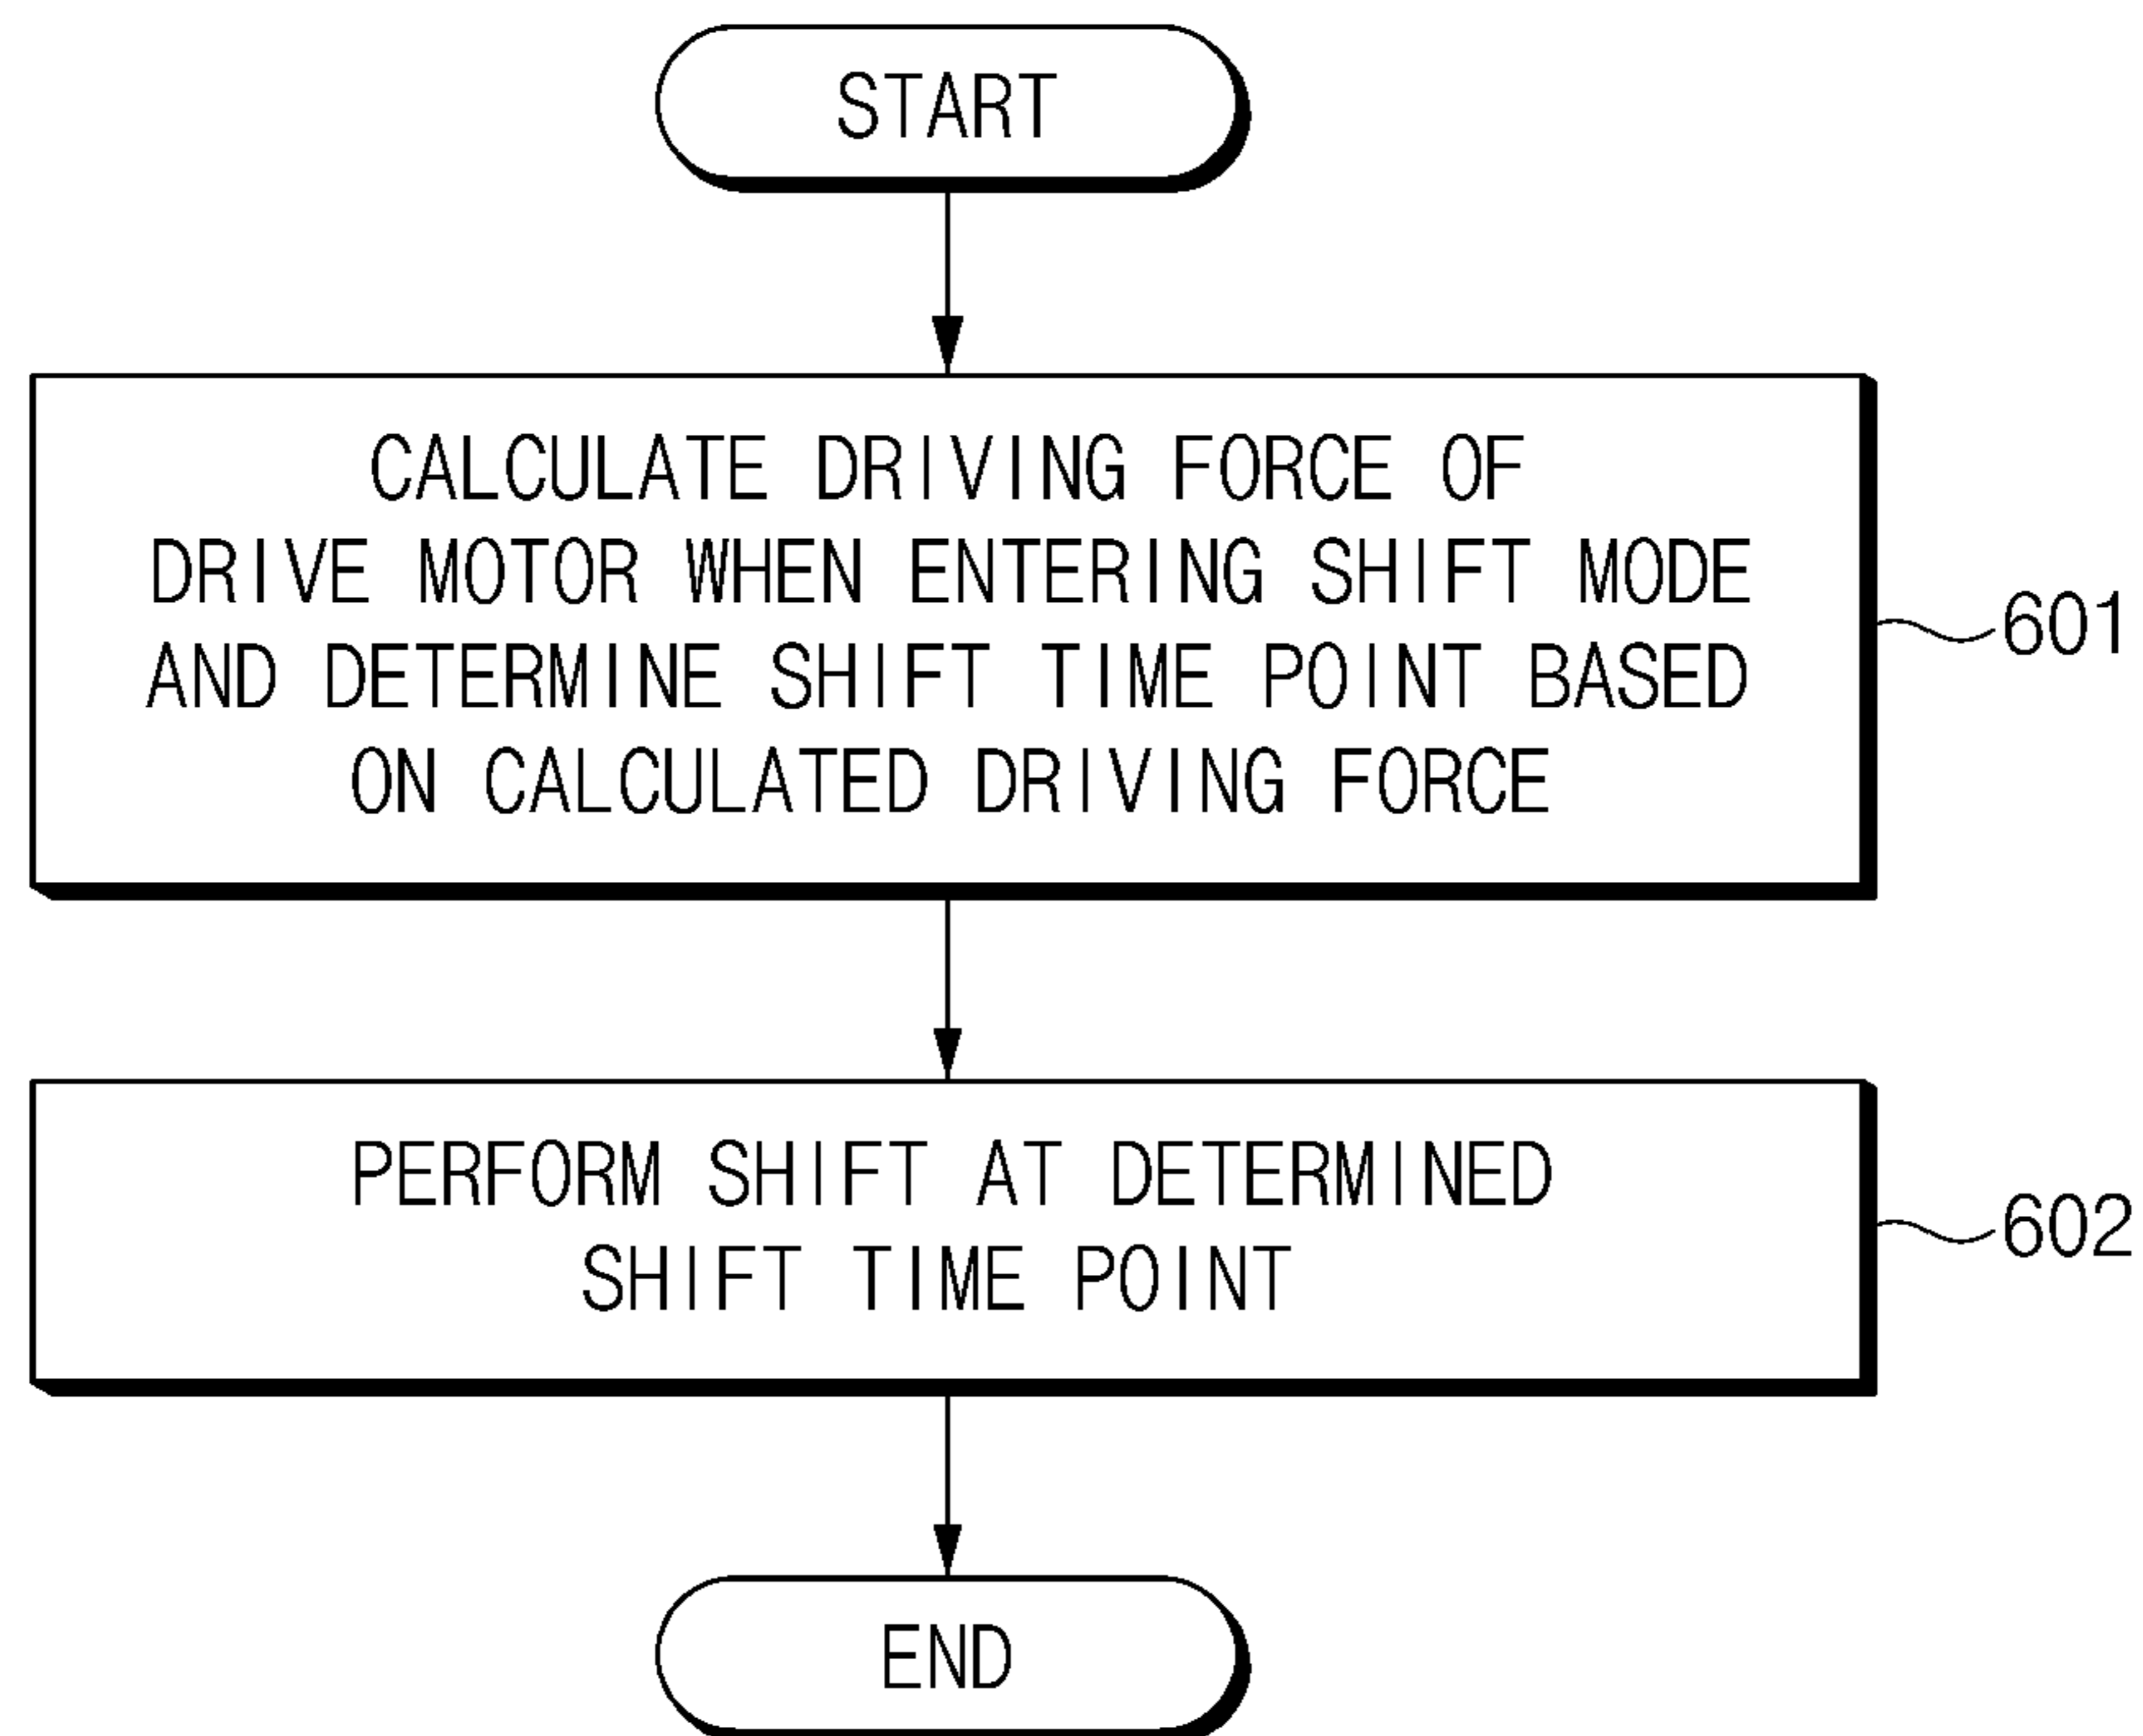 START
CALCULATE DRIVING FORCE OF
DRIVE MOTOR WHEN ENTERING SHIFT MODE
AND DETERMINE SHIFT TIME POINT BASED
ON CALCULATED DRIVING FORCE
601
PERFORM SHIFT AT DETERMINED
SHIFT TIME POINT
602
END